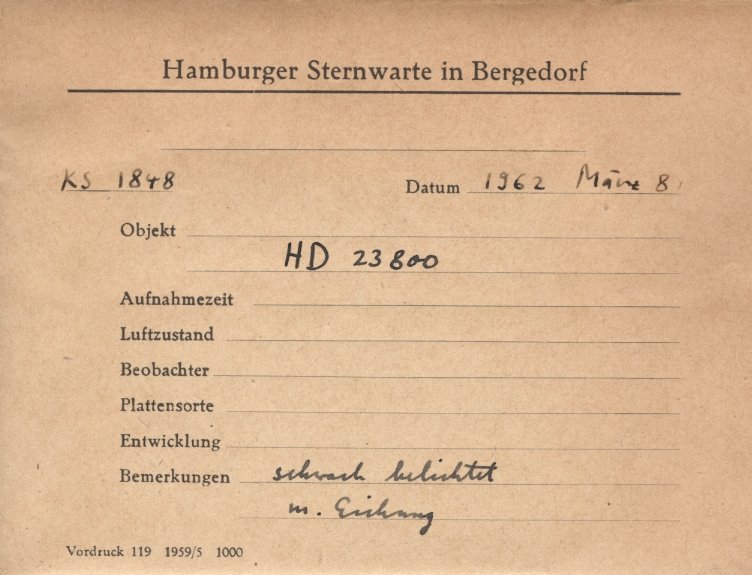 Hamburger Sternwarte in Bergedorf
KS 1848 Datum 1962 März 8.
Objekt
HD 23800
Aufnahmezeit
Luftzustand
Beobachter
Plattensorte
Entwicklung
Bemerkungen schwach belichtet
m. Eichung
Vordruck 119 1959/5 1000